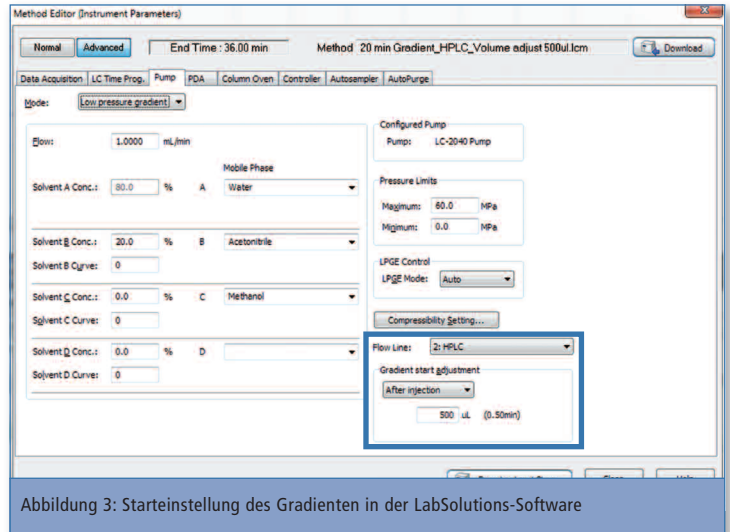 Method Editor (Instrument Parameters)
Normal Advanced End Time : 36.00 min Method 20 min Gradient_HPLC_Volume adjust 500ul.lcm Download
Data Acquisition LC Time Prog. Pump PDA Column Oven Controller Autosampler AutoPurge
Mode: Low pressure gradient
Flow: 1.0000 mL/min
Mobile Phase
Solvent A Conc.: 80.0 % A Water
Solvent B Conc.: 20.0 % B Acetonitrile
Solvent B Curve: 0
Solvent C Conc.: 0.0 % C Methanol
Solvent C Curve: 0
Solvent D Conc.: 0.0 % D
Solvent D Curve: 0
Configured Pump
Pump: LC-2040 Pump
Pressure Limits
Maximum: 60.0 MPa
Minimum: 0.0 MPa
LPGE Control
LPGE Mode: Auto
Compressibility Setting...
Flow Line: 2: HPLC
Gradient start adjustment
After injection
500 uL (0.50min)
Abbildung 3: Starteinstellung des Gradienten in der LabSolutions-Software